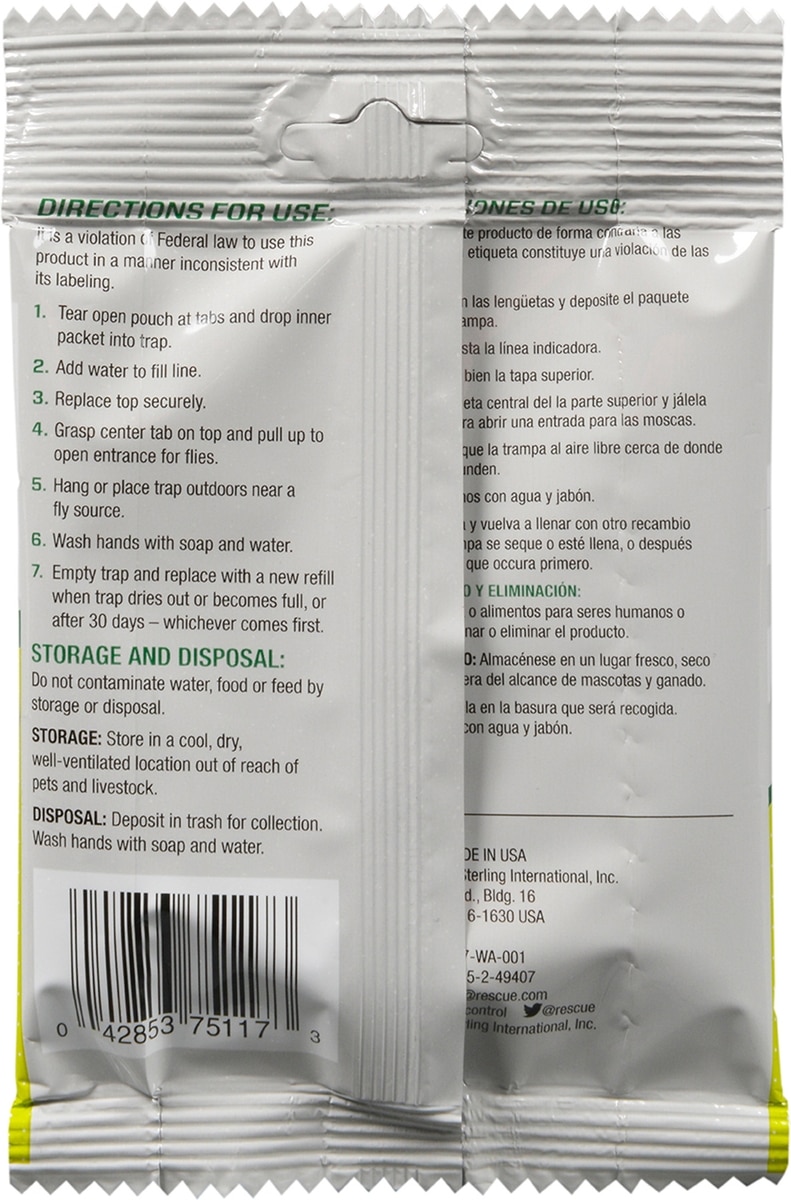 DIRECTIONS FOR USE:
It is a violation of Federal law to use this
product in a manner inconsistent with
its labeling.
1. Tear open pouch at tabs and drop inner
packet into trap.
2. Add water to fill line.
3. Replace top securely.
4. Grasp center tab on top and pull up to
open entrance for flies.
5. Hang or place trap outdoors near a
fly source.
6. Wash hands with soap and water.
7. Empty trap and replace with a new refill
when trap dries out or becomes full, or
after 30 days – whichever comes first.
STORAGE AND DISPOSAL:
Do not contaminate water, food or feed by
storage or disposal.
STORAGE: Store in a cool, dry,
well-ventilated location out of reach of
pets and livestock.
DISPOSAL: Deposit in trash for collection.
Wash hands with soap and water.
0 42853 75117 3
IONES DE USO:
te producto de forma contraria a las
etiqueta constituye una violación de las
n las lengüetas y deposite el paquete
ampa.
sta la línea indicadora.
bien la tapa superior.
eta central del la parte superior y jálela
ra abrir una entrada para las moscas.
que la trampa al aire libre cerca de donde
unden.
os con agua y jabón.
a y vuelva a llenar con otro recambio
mpa se seque o esté llena, o después
que occura primero.
O Y ELIMINACIÓN:
o alimentos para seres humanos o
nar o eliminar el producto.
O: Almacénese en un lugar fresco, seco
era del alcance de mascotas y ganado.
la en la basura que será recogida.
con agua y jabón.
DE IN USA
Sterling International, Inc.
d., Bldg. 16
6-1630 USA
7-WA-001
5-2-49407
@rescue.com
control @rescue
ling International, Inc.